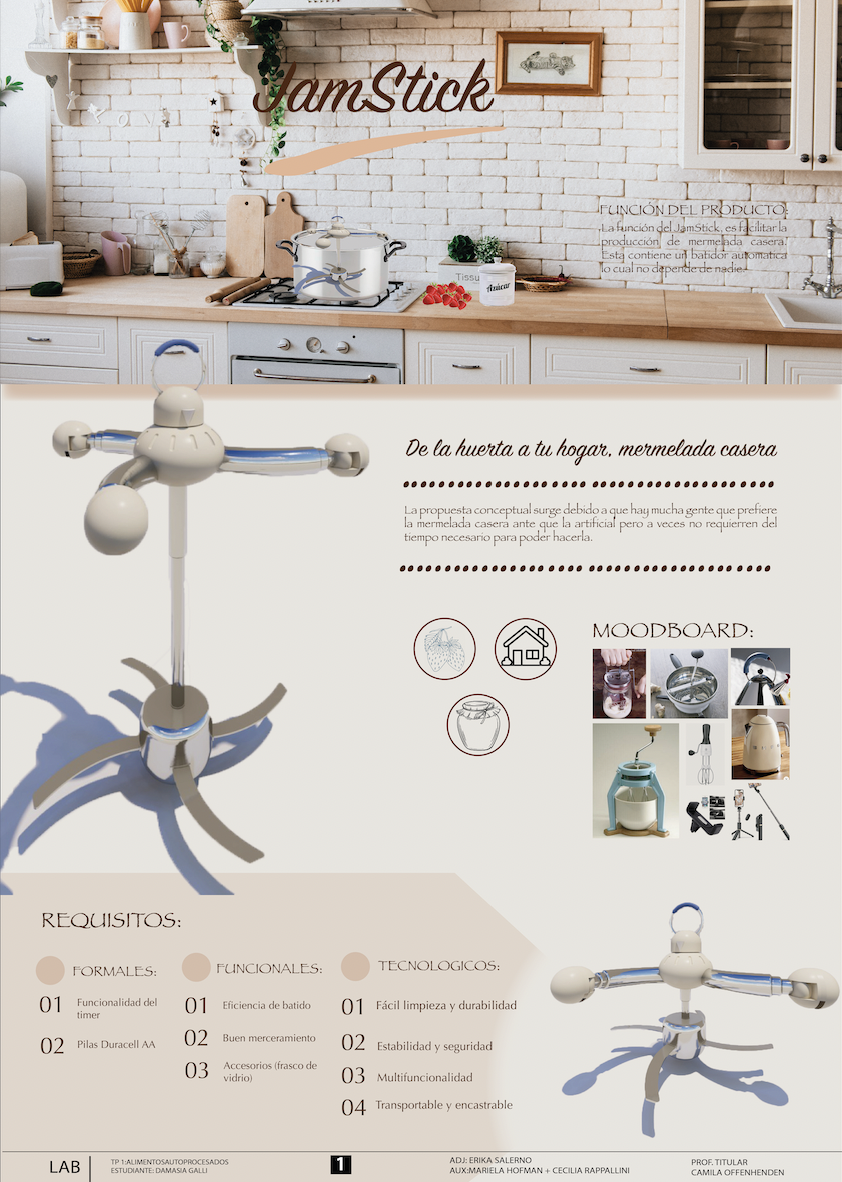 JamStick
FUNCIÓN DEL PRODUCTO:
La función del JamStick, es facilitar la
producción de mermelada casera.
Esta contiene un batidor automatica
lo cual no depende de nadie.
Tissu
Azúcar
De la huerta a tu hogar, mermelada casera
La propuesta conceptual surge debido a que hay mucha gente que prefiere
la mermelada casera ante que la artificial pero a veces no requirren del
tiempo necesario para poder hacerla.
MOODBOARD:
REQUISITOS:
FORMALES:
01 Funcionalidad del
timer
02 Pilas Duracell AA
FUNCIONALES:
01 Eficiencia de batido
02 Buen merceramiento
03 Accesorios (frasco de
vidrio)
TECNOLOGICOS:
01 Fácil limpieza y durabilidad
02 Estabilidad y seguridad
03 Multifuncionalidad
04 Transportable y encastrable
LAB
TP 1:ALIMENTOSAUTOPROCESADOS
ESTUDIANTE: DAMASIA GALLI
1
ADJ: ERIKA SALERNO
AUX:MARIELA HOFMAN + CECILIA RAPPALLINI
PROF. TITULAR
CAMILA OFFENHENDEN